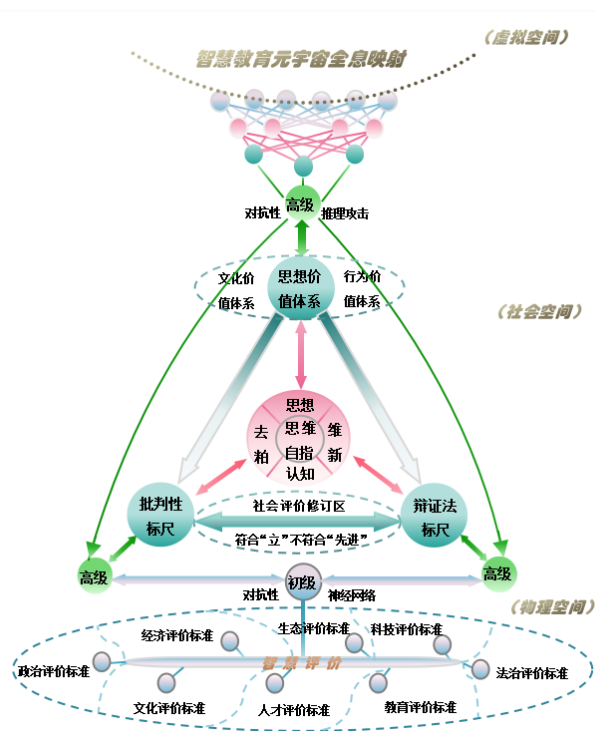 （虚拟空间）
智慧教育元宇宙全息映射
高级
对抗性
推理攻击
文化价
值体系
思想价
值体系
行为价
值体系
（社会空间）
思想
去
粕
思维
自指
维
新
认知
批判性
标尺
社会评价修订区
符合“立”不符合“先进”
辩证法
标尺
高级
初级
高级
对抗性
神经网络
（物理空间）
经济评价标准
生态评价标准
科技评价标准
政治评价标准
智慧评价
法治评价标准
文化评价标准
人才评价标准
教育评价标准